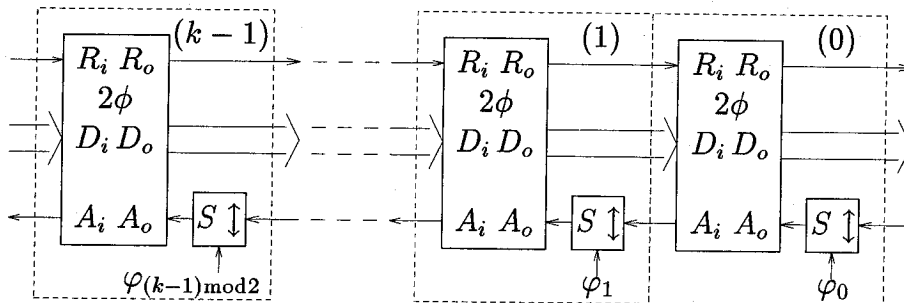 (k − 1) (1) (0)
R_i R_o R_i R_o R_i R_o
2ϕ 2ϕ 2ϕ
D_i D_o D_i D_o D_i D_o
A_i A_o S ↕ A_i A_o S ↕ A_i A_o S ↕
φ_{(k−1)mod2} φ_1 φ_0